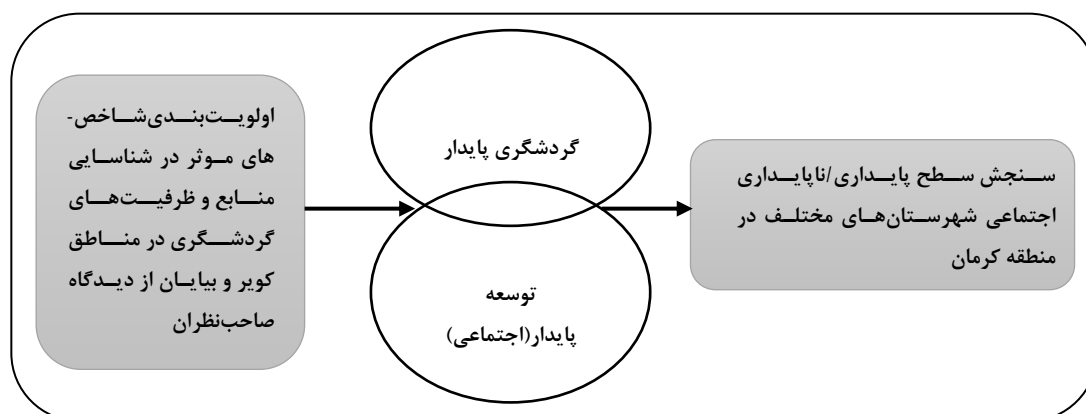 اولویت‌بندی شاخص-
های موثر در شناسایی
منابع و ظرفیت‌های
گردشگری در مناطق
کویر و بیایان از دیدگاه
صاحب‌نظران
گردشگری پایدار
توسعه
پایدار(اجتماعی)
سنجش سطح پایداری/ناپایداری
اجتماعی شهرستان‌های مختلف در
منطقه کرمان